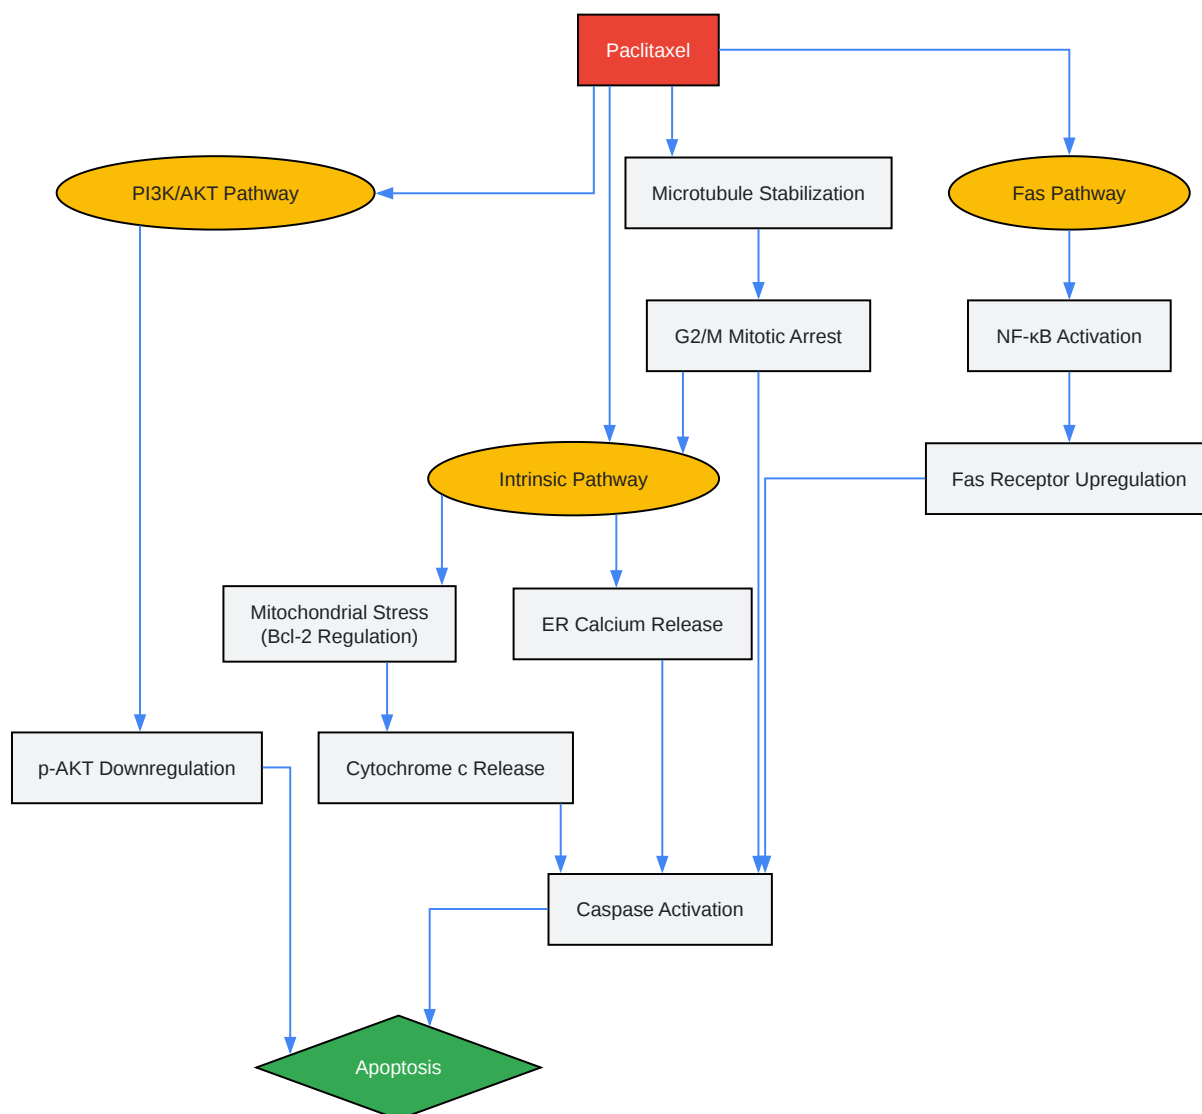 Paclitaxel
PI3K/AKT Pathway
Microtubule Stabilization
Fas Pathway
G2/M Mitotic Arrest
NF-κB Activation
Intrinsic Pathway
Fas Receptor Upregulation
Mitochondrial Stress
(Bcl-2 Regulation)
ER Calcium Release
p-AKT Downregulation
Cytochrome c Release
Caspase Activation
Apoptosis